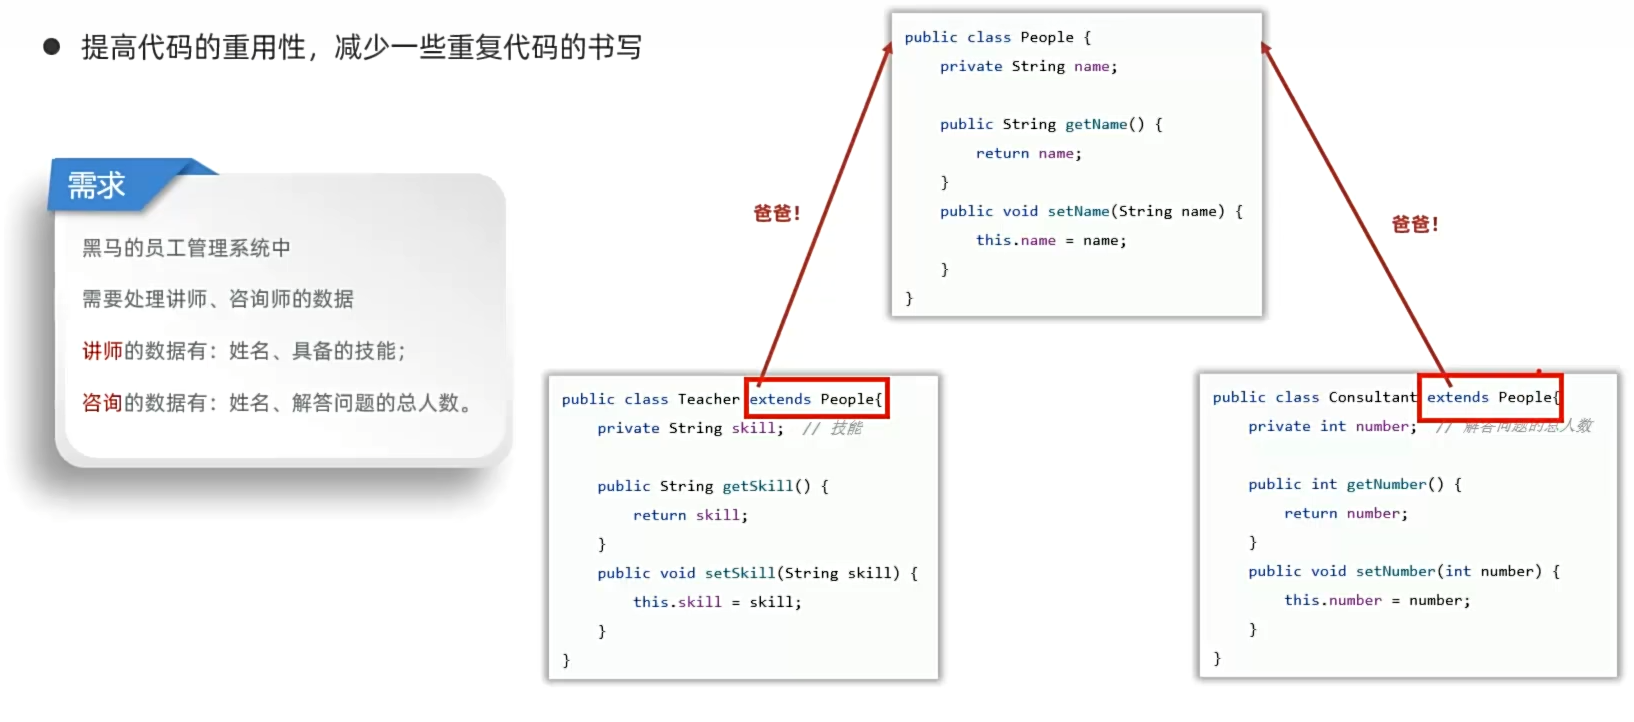 ● 提高代码的重用性，减少一些重复代码的书写
需求
黑马的员工管理系统中
需要处理讲师、咨询师的数据
讲师的数据有：姓名、具备的技能；
咨询的数据有：姓名、解答问题的总人数。
public class People {
    private String name;
    public String getName() {
        return name;
    }
    public void setName(String name) {
        this.name = name;
    }
}
爸爸！
爸爸！
public class Teacher extends People{
    private String skill;  // 技能
    public String getSkill() {
        return skill;
    }
    public void setSkill(String skill) {
        this.skill = skill;
    }
}
public class Consultant extends People{
    private int number;  // 解答问题的总人数
    public int getNumber() {
        return number;
    }
    public void setNumber(int number) {
        this.number = number;
    }
}